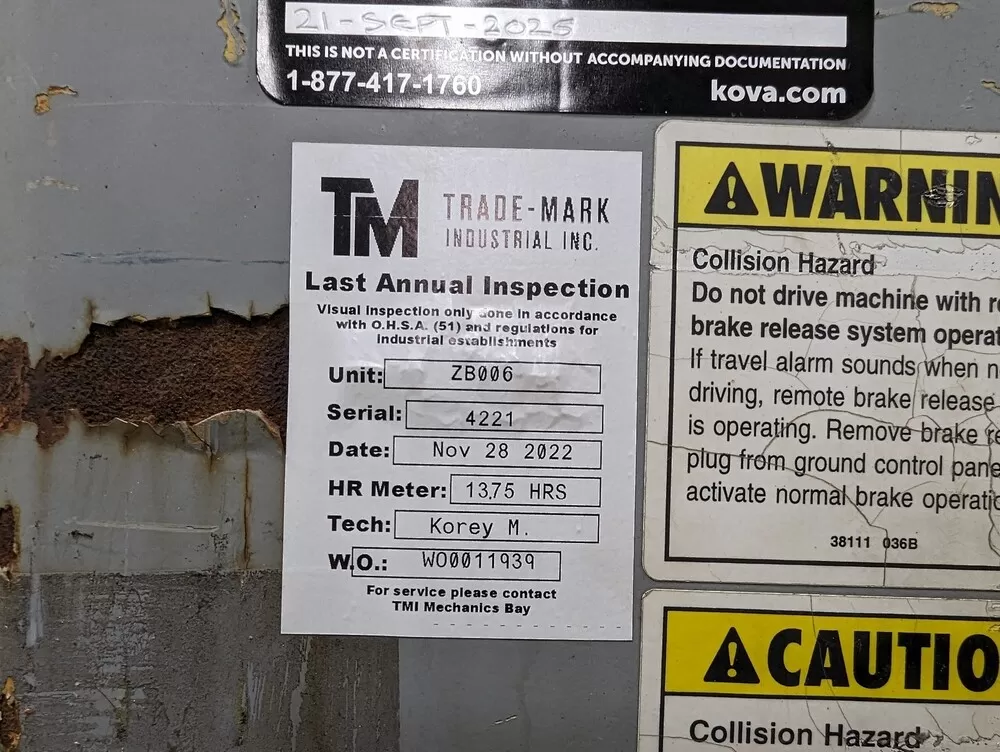 21-SEPT-2025
THIS IS NOT A CERTIFICATION WITHOUT ACCOMPANYING DOCUMENTATION
1-877-417-1760 kova.com
TM TRADE-MARK
INDUSTRIAL INC.
Last Annual Inspection
Visual inspection only done in accordance
with O.H.S.A. (51) and regulations for
industrial establishments
Unit: ZB006
Serial: 4221
Date: Nov 28 2022
HR Meter: 1375 HRS
Tech: Korey M.
W.O.: WO0011939
For service please contact
TMI Mechanics Bay
WARNIN
Collision Hazard
Do not drive machine with
brake release system operat
If travel alarm sounds when
driving, remote brake release
is operating. Remove brake
plug from ground control pane
activate normal brake operati
38111 036B
CAUTIO
Collision Hazard